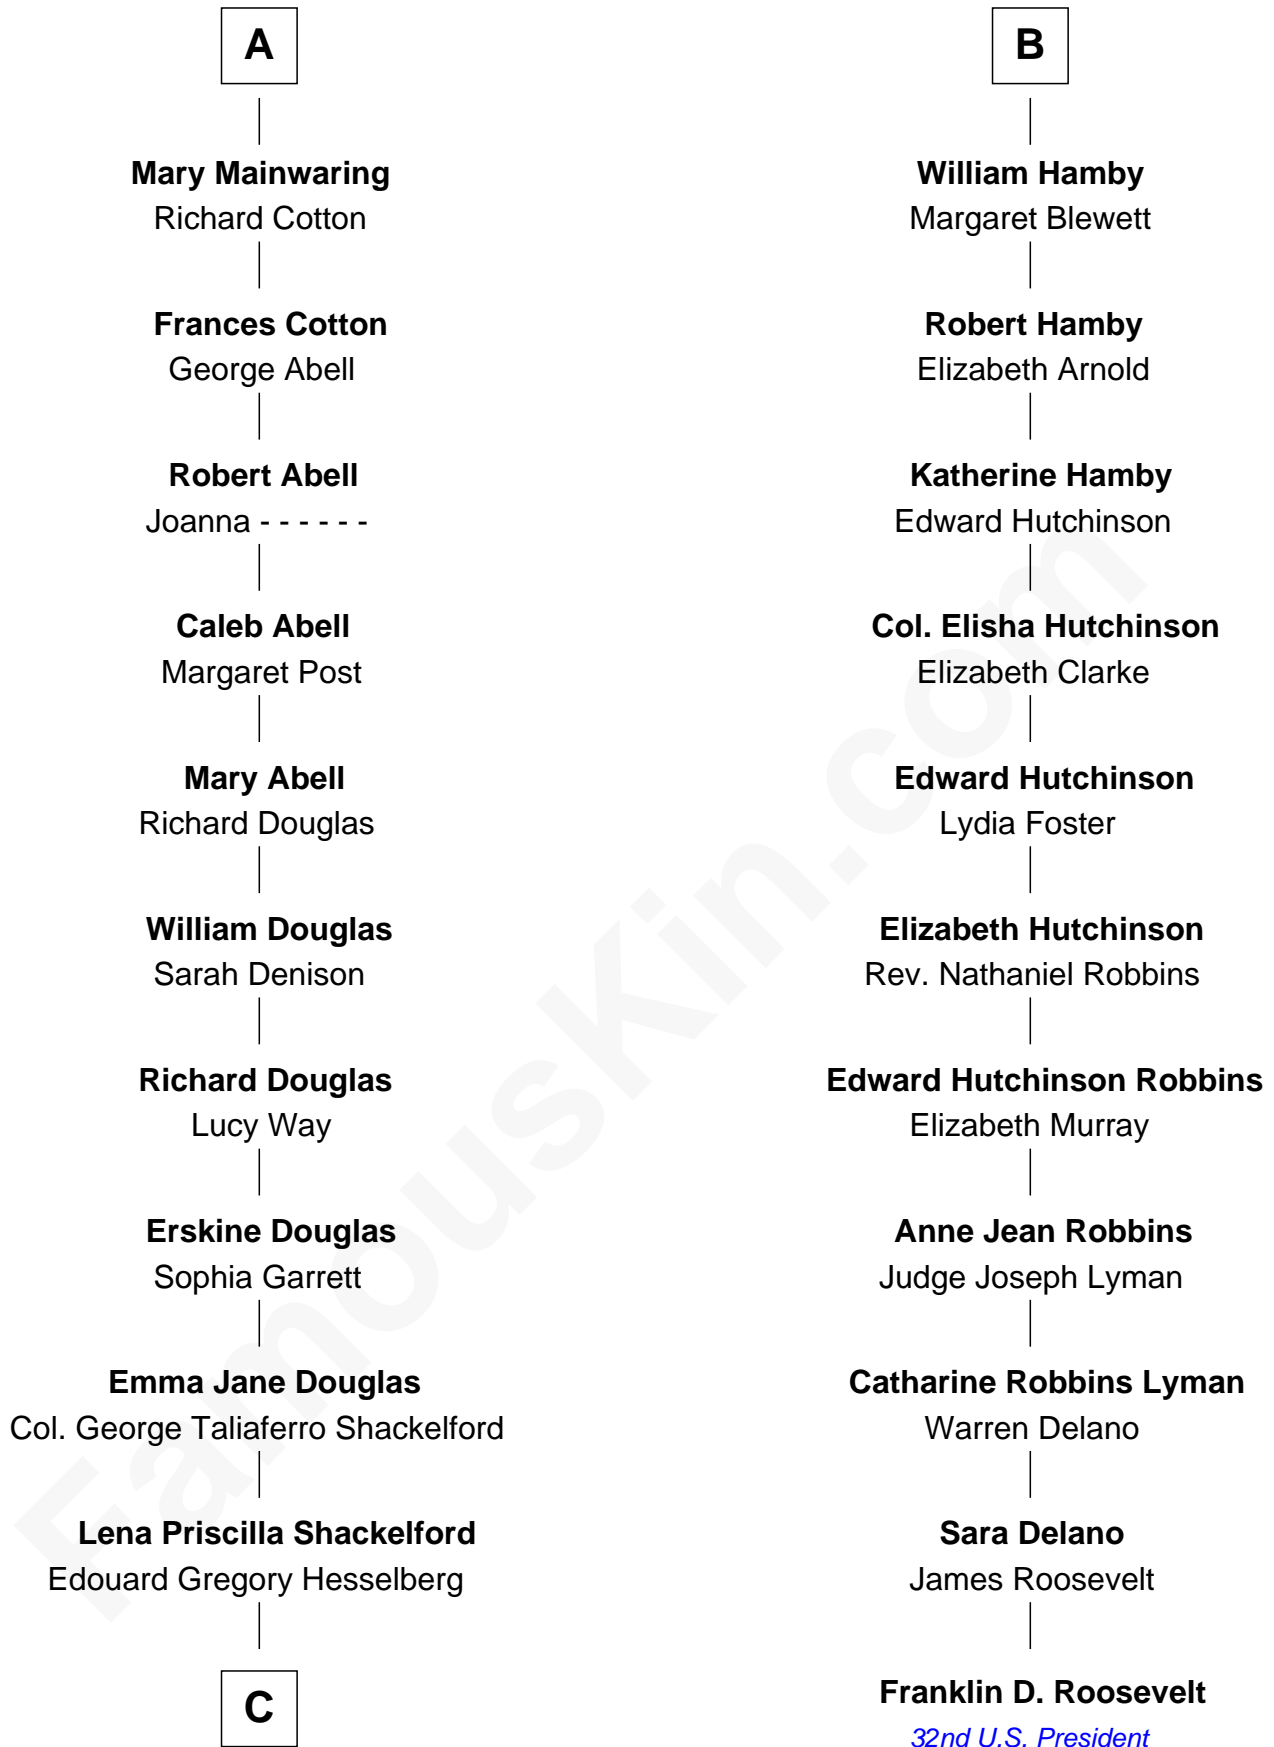 A
Mary Mainwaring
Richard Cotton
Frances Cotton
George Abell
Robert Abell
Joanna - - - - - -
Caleb Abell
Margaret Post
Mary Abell
Richard Douglas
William Douglas
Sarah Denison
Richard Douglas
Lucy Way
Erskine Douglas
Sophia Garrett
Emma Jane Douglas
Col. George Taliaferro Shackelford
Lena Priscilla Shackelford
Edouard Gregory Hesselberg
C
B
William Hamby
Margaret Blewett
Robert Hamby
Elizabeth Arnold
Katherine Hamby
Edward Hutchinson
Col. Elisha Hutchinson
Elizabeth Clarke
Edward Hutchinson
Lydia Foster
Elizabeth Hutchinson
Rev. Nathaniel Robbins
Edward Hutchinson Robbins
Elizabeth Murray
Anne Jean Robbins
Judge Joseph Lyman
Catharine Robbins Lyman
Warren Delano
Sara Delano
James Roosevelt
Franklin D. Roosevelt
32nd U.S. President
FamousKin.com